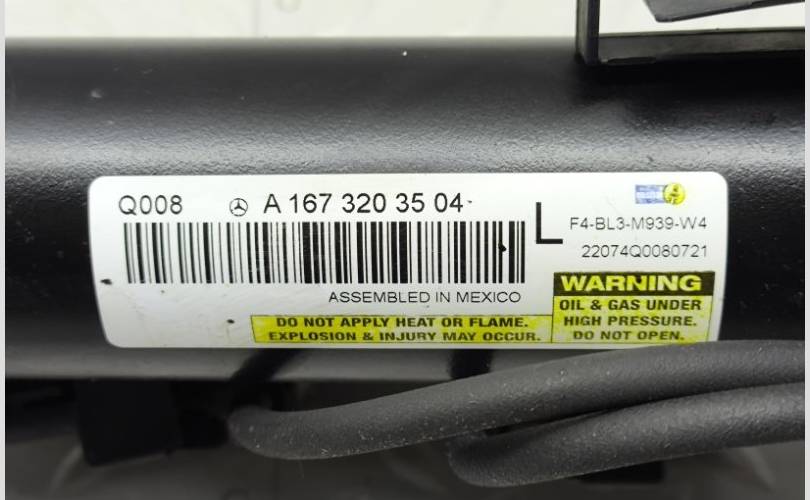 Q008 A 167 320 35 04
L
F4-BL3-M939-W4
22074Q0080721
ASSEMBLED IN MEXICO
DO NOT APPLY HEAT OR FLAME.
EXPLOSION & INJURY MAY OCCUR.
WARNING
OIL & GAS UNDER
HIGH PRESSURE.
DO NOT OPEN.